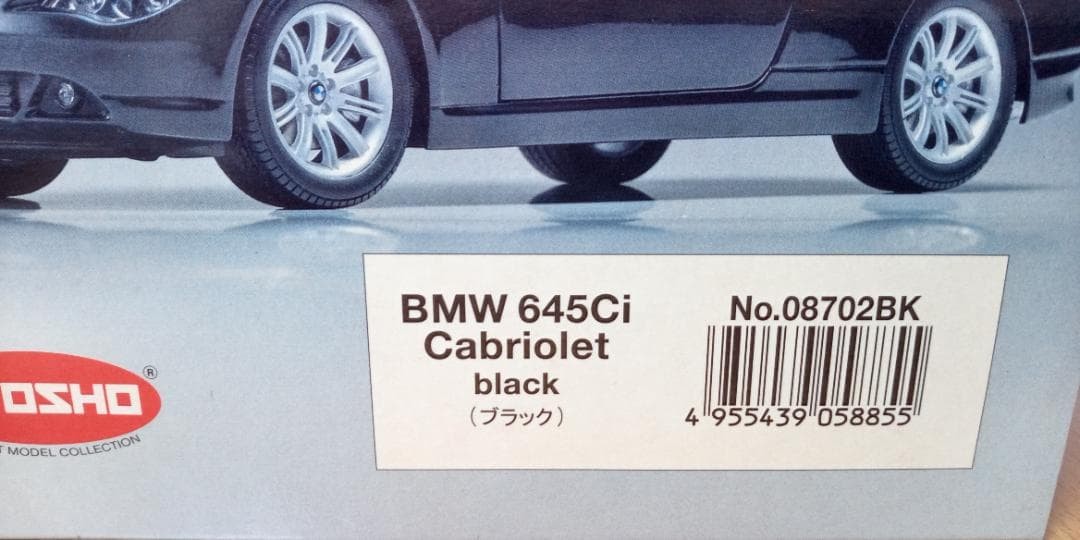 BMW 645Ci
Cabriolet
black
(ブラック)
No.08702BK
4 955439 058855
OSHO
®
MODEL COLLECTION